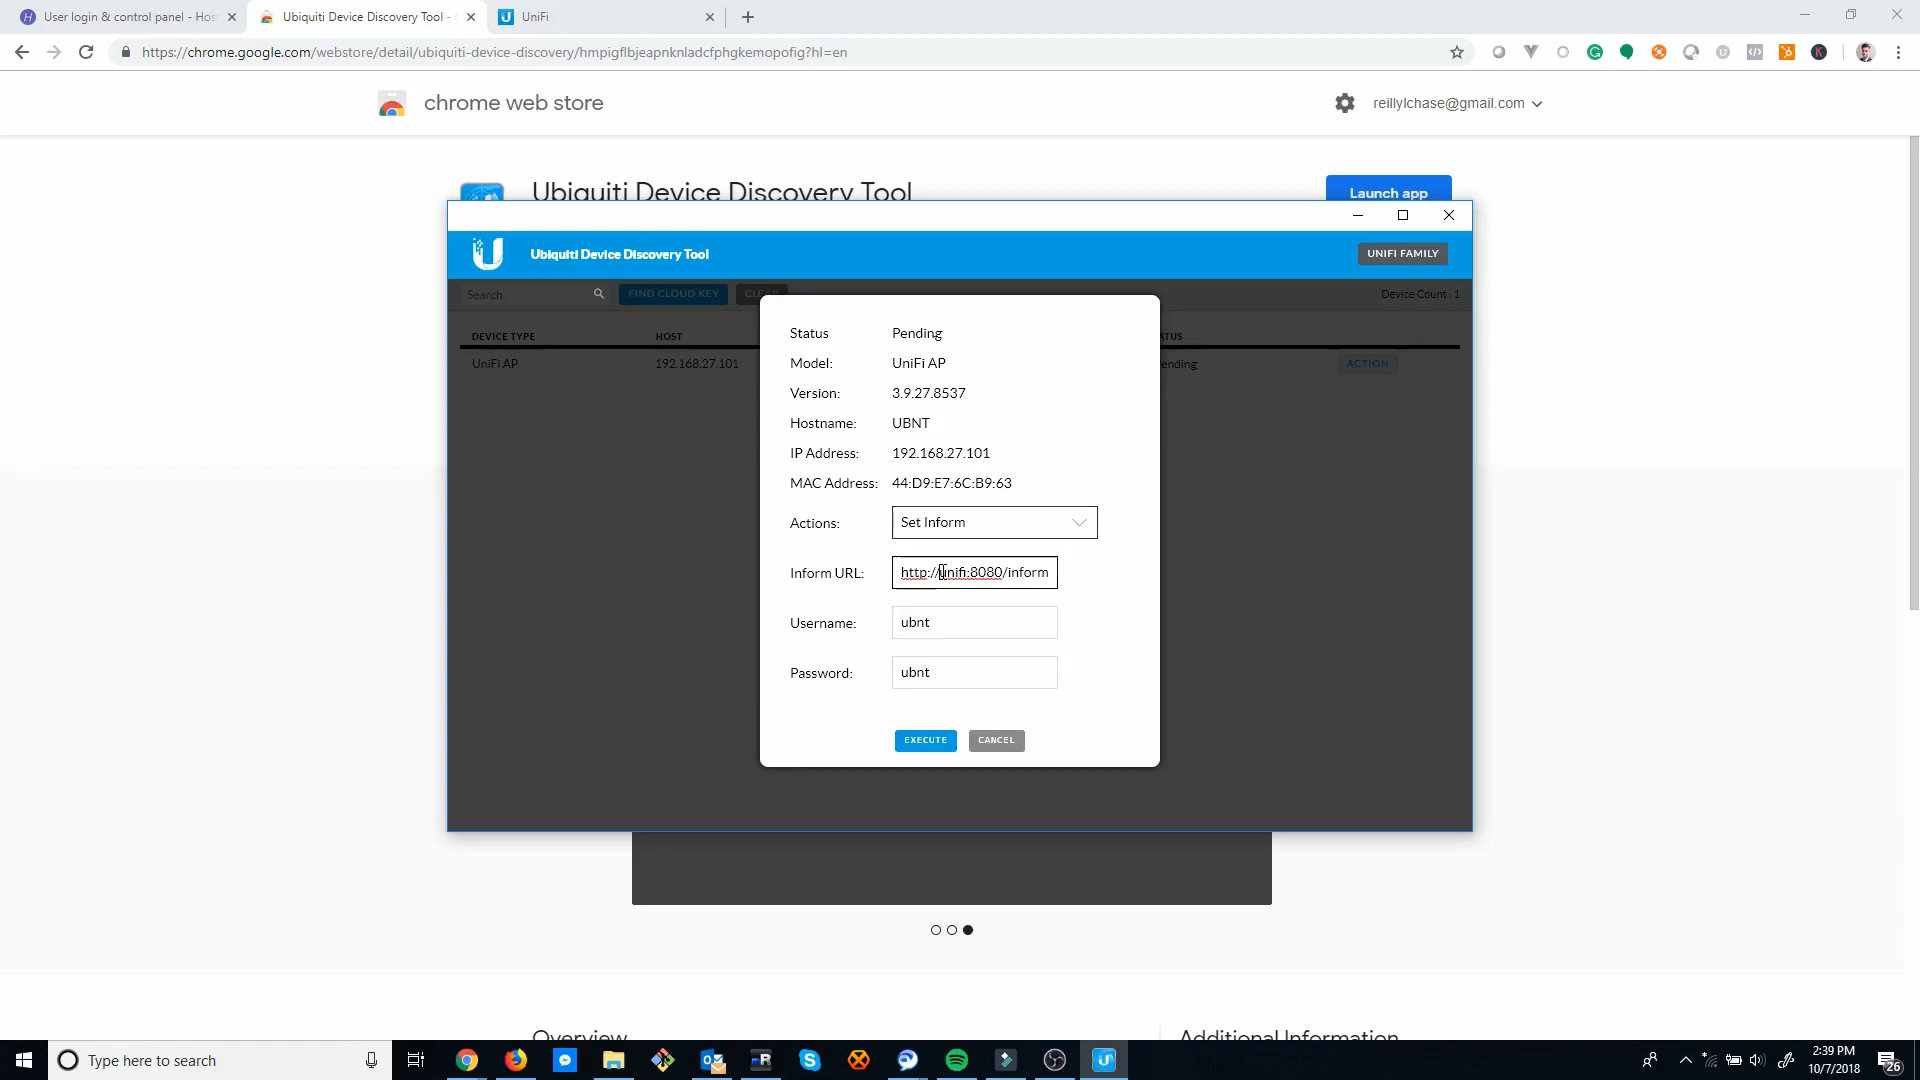 User login & control panel - Hos
Ubiquiti Device Discovery Tool -
UniFi
https://chrome.google.com/webstore/detail/ubiquiti-device-discovery/hmpigflbjeapnknladcfphgkemopofig?hl=en
chrome web store
reillylchase@gmail.com
Ubiquiti Device Discovery Tool
Launch app
Ubiquiti Device Discovery Tool
UNIFI FAMILY
Search
FIND CLOUD KEY
CLEAR
Device Count : 1
DEVICE TYPE
HOST
ATUS
UniFi AP
192.168.27.101
ending
ACTION
Status Pending
Model: UniFi AP
Version: 3.9.27.8537
Hostname: UBNT
IP Address: 192.168.27.101
MAC Address: 44:D9:E7:6C:B9:63
Actions: Set Inform
Inform URL: http://unifi:8080/inform
Username: ubnt
Password: ubnt
EXECUTE
CANCEL
Overview
Additional Information
Type here to search
2:39 PM
10/7/2018
26